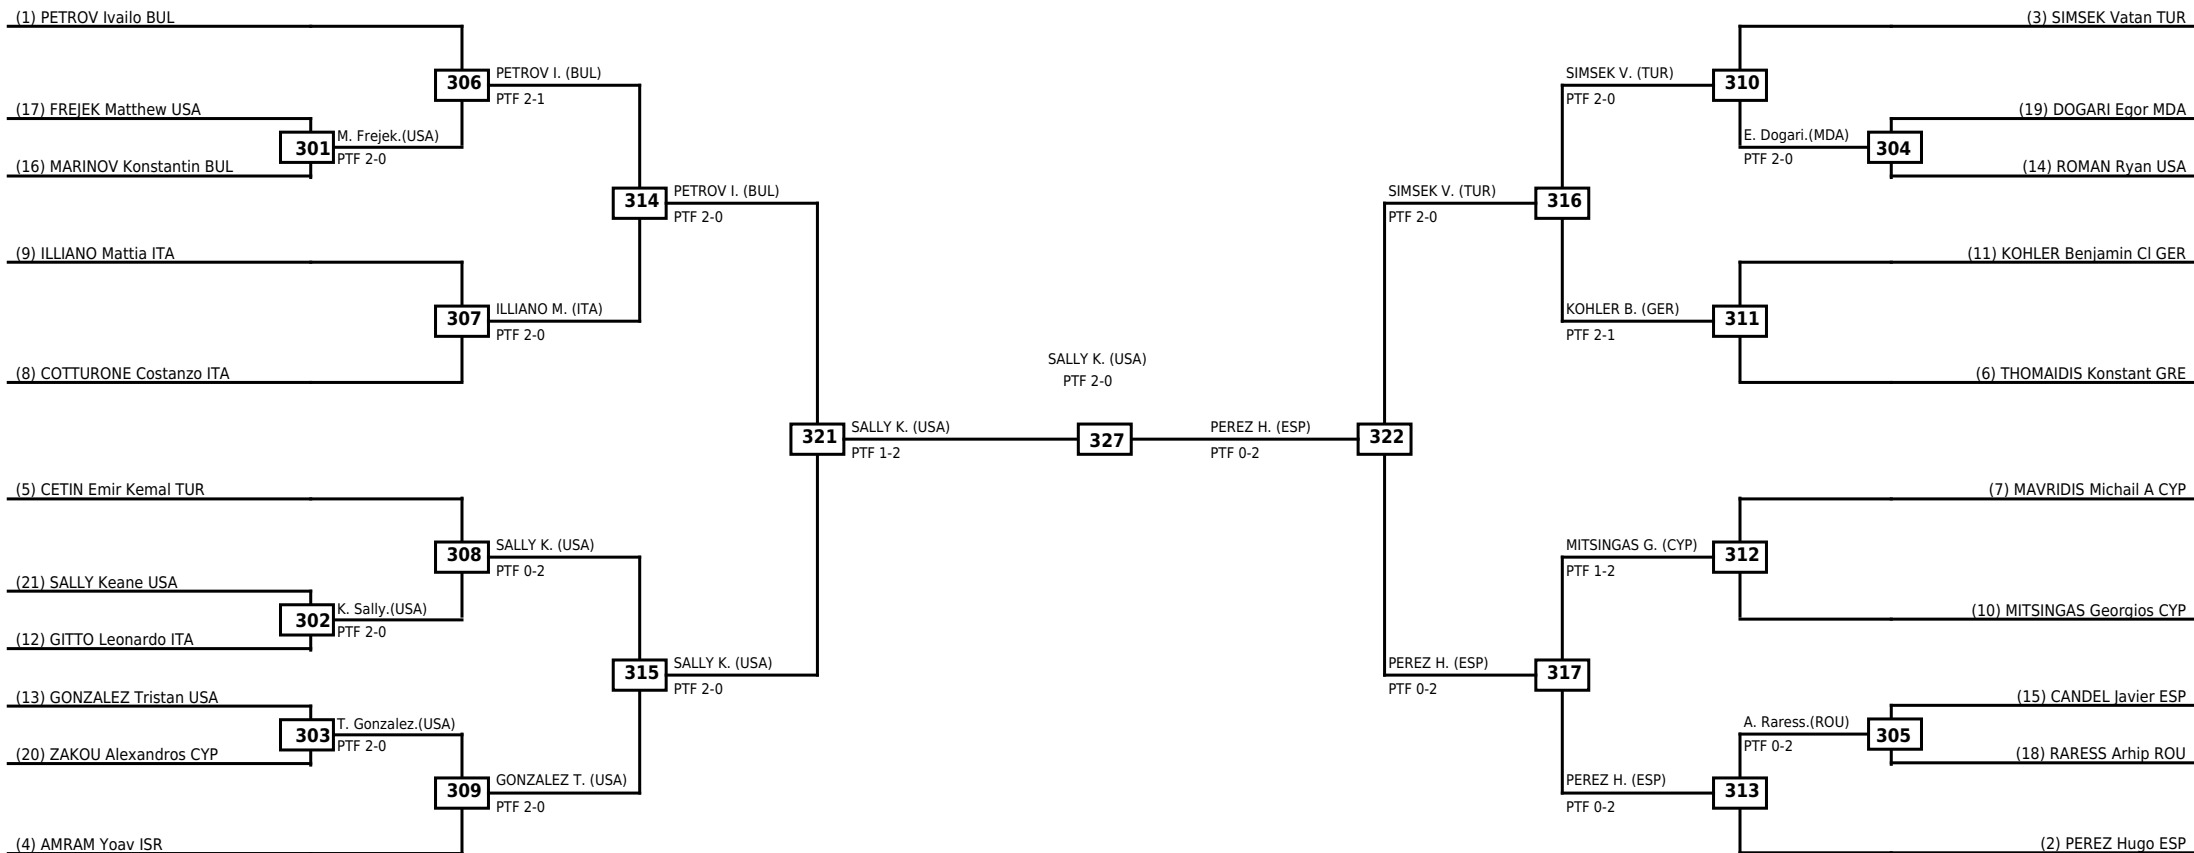 (1) PETROV Ivailo BUL
(3) SIMSEK Vatan TUR
306
PETROV I. (BUL)
PTF 2-1
SIMSEK V. (TUR)
PTF 2-0
310
(17) FREJEK Matthew USA
(19) DOGARI Egor MDA
301
M. Frejek.(USA)
PTF 2-0
E. Dogari.(MDA)
PTF 2-0
304
(16) MARINOV Konstantin BUL
(14) ROMAN Ryan USA
314
PETROV I. (BUL)
PTF 2-0
SIMSEK V. (TUR)
PTF 2-0
316
(9) ILLIANO Mattia ITA
(11) KOHLER Benjamin Cl GER
307
ILLIANO M. (ITA)
PTF 2-0
KOHLER B. (GER)
PTF 2-1
311
(8) COTTURONE Costanzo ITA
(6) THOMAIDIS Konstant GRE
SALLY K. (USA)
PTF 2-0
321
SALLY K. (USA)
PTF 1-2
327
PEREZ H. (ESP)
PTF 0-2
322
(5) CETIN Emir Kemal TUR
(7) MAVRIDIS Michail A CYP
308
SALLY K. (USA)
PTF 0-2
MITSINGAS G. (CYP)
PTF 1-2
312
(21) SALLY Keane USA
302
K. Sally.(USA)
PTF 2-0
(10) MITSINGAS Georgios CYP
(12) GITTO Leonardo ITA
315
SALLY K. (USA)
PTF 2-0
PEREZ H. (ESP)
PTF 0-2
317
(13) GONZALEZ Tristan USA
(15) CANDEL Javier ESP
303
T. Gonzalez.(USA)
PTF 2-0
A. Raress.(ROU)
PTF 0-2
305
(20) ZAKOU Alexandros CYP
(18) RARESS Arhip ROU
309
GONZALEZ T. (USA)
PTF 2-0
PEREZ H. (ESP)
PTF 0-2
313
(4) AMRAM Yoav ISR
(2) PEREZ Hugo ESP